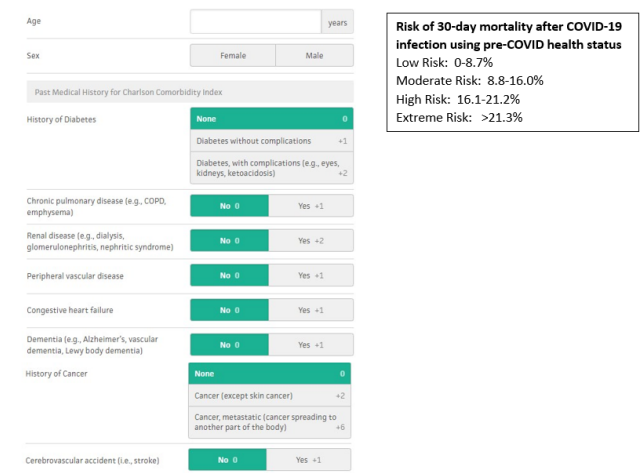 Age
years
Sex
Female
Male
Past Medical History for Charlson Comorbidity Index
History of Diabetes
None 0
Diabetes without complications +1
Diabetes, with complications (e.g., eyes,
kidneys, ketoacidosis) +2
Chronic pulmonary disease (e.g., COPD,
emphysema)
No 0
Yes +1
Renal disease (e.g., dialysis,
glomerulonephritis, nephritic syndrome)
No 0
Yes +2
Peripheral vascular disease
No 0
Yes +1
Congestive heart failure
No 0
Yes +1
Dementia (e.g., Alzheimer's, vascular
dementia, Lewy body dementia)
No 0
Yes +1
History of Cancer
None 0
Cancer (except skin cancer) +2
Cancer, metastatic (cancer spreading to
another part of the body) +6
Cerebrovascular accident (i.e., stroke)
No 0
Yes +1
Risk of 30-day mortality after COVID-19
infection using pre-COVID health status
Low Risk: 0-8.7%
Moderate Risk: 8.8-16.0%
High Risk: 16.1-21.2%
Extreme Risk: >21.3%